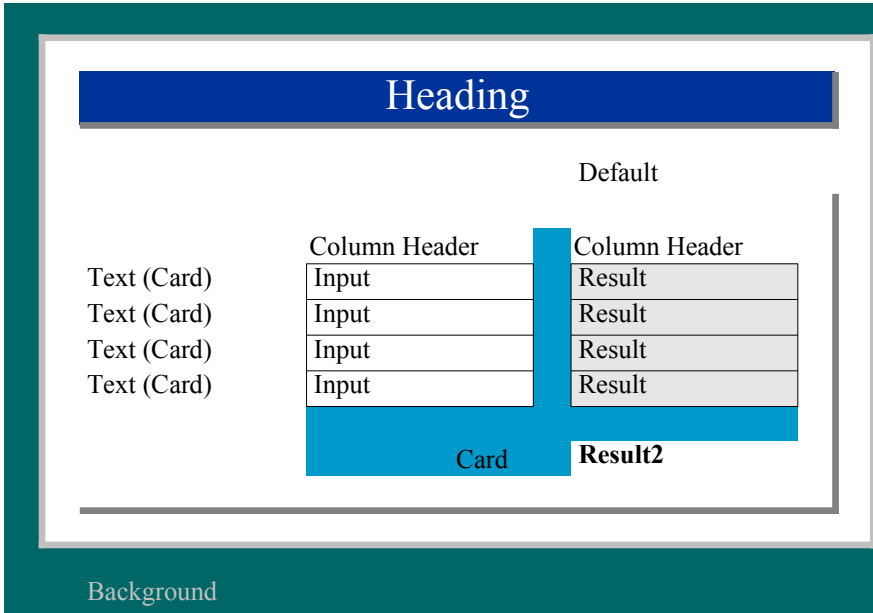 Heading
Default
Column Header Column Header
Text (Card) Input Result
Text (Card) Input Result
Text (Card) Input Result
Text (Card) Input Result
Card Result2
Background